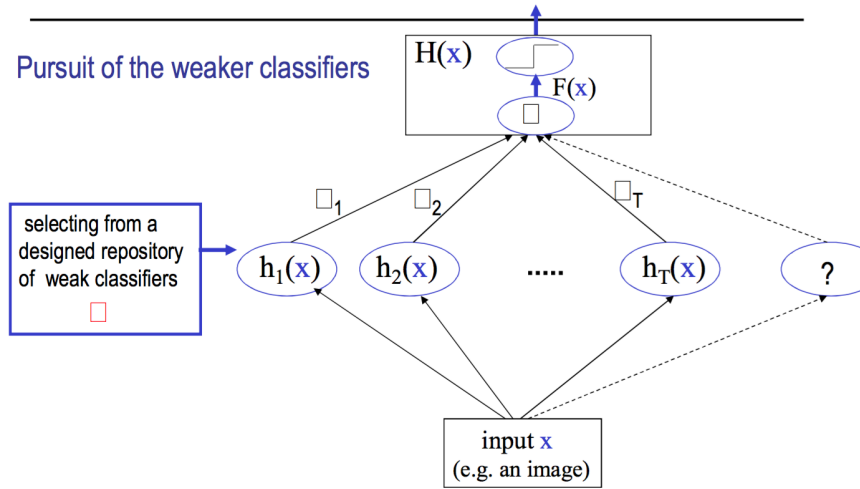 Pursuit of the weaker classifiers
H(x)
F(x)
□
□1
□2
□T
selecting from a
designed repository
of weak classifiers
□
h1(x)
h2(x)
.....
hT(x)
?
input x
(e.g. an image)